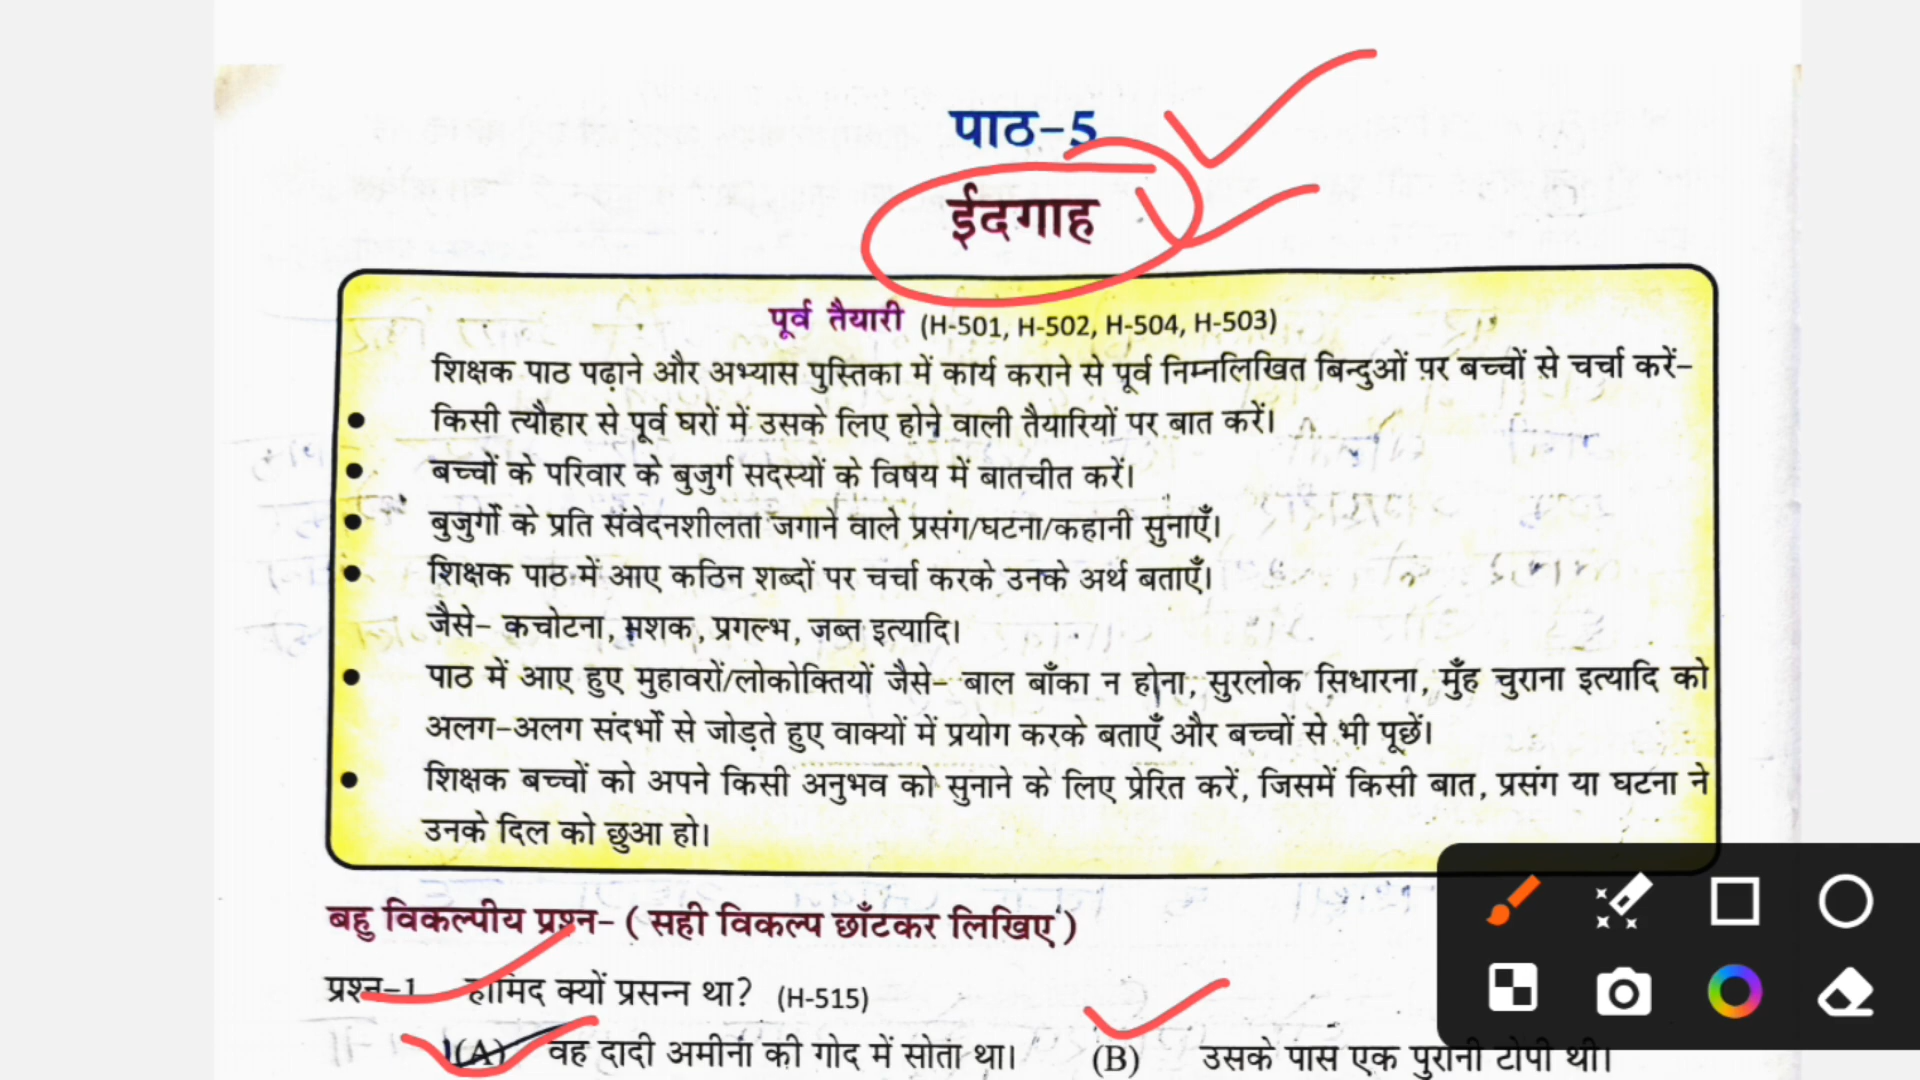 पाठ-5
ईदगाह
पूर्व तैयारी (H-501, H-502, H-504, H-503)
शिक्षक पाठ पढ़ाने और अभ्यास पुस्तिका में कार्य कराने से पूर्व निम्नलिखित बिन्दुओं पर बच्चों से चर्चा करें-
● किसी त्यौहार से पूर्व घरों में उसके लिए होने वाली तैयारियों पर बात करें।
● बच्चों के परिवार के बुजुर्ग सदस्यों के विषय में बातचीत करें।
● बुजुर्गों के प्रति संवेदनशीलता जगाने वाले प्रसंग/घटना/कहानी सुनाएँ।
● शिक्षक पाठ में आए कठिन शब्दों पर चर्चा करके उनके अर्थ बताएँ।
जैसे- कचोटना, मशक, प्रगल्भ, जब्त इत्यादि।
● पाठ में आए हुए मुहावरों/लोकोक्तियों जैसे- बाल बाँका न होना, सुरलोक सिधारना, मुँह चुराना इत्यादि को
अलग-अलग संदर्भों से जोड़ते हुए वाक्यों में प्रयोग करके बताएँ और बच्चों से भी पूछें।
● शिक्षक बच्चों को अपने किसी अनुभव को सुनाने के लिए प्रेरित करें, जिसमें किसी बात, प्रसंग या घटना ने
उनके दिल को छुआ हो।
बहु विकल्पीय प्रश्न- ( सही विकल्प छाँटकर लिखिए )
प्रश्न-1 हामिद क्यों प्रसन्न था? (H-515)
(A) वह दादी अमीना की गोद में सोता था। (B) उसके पास एक पुरानी टोपी थी।